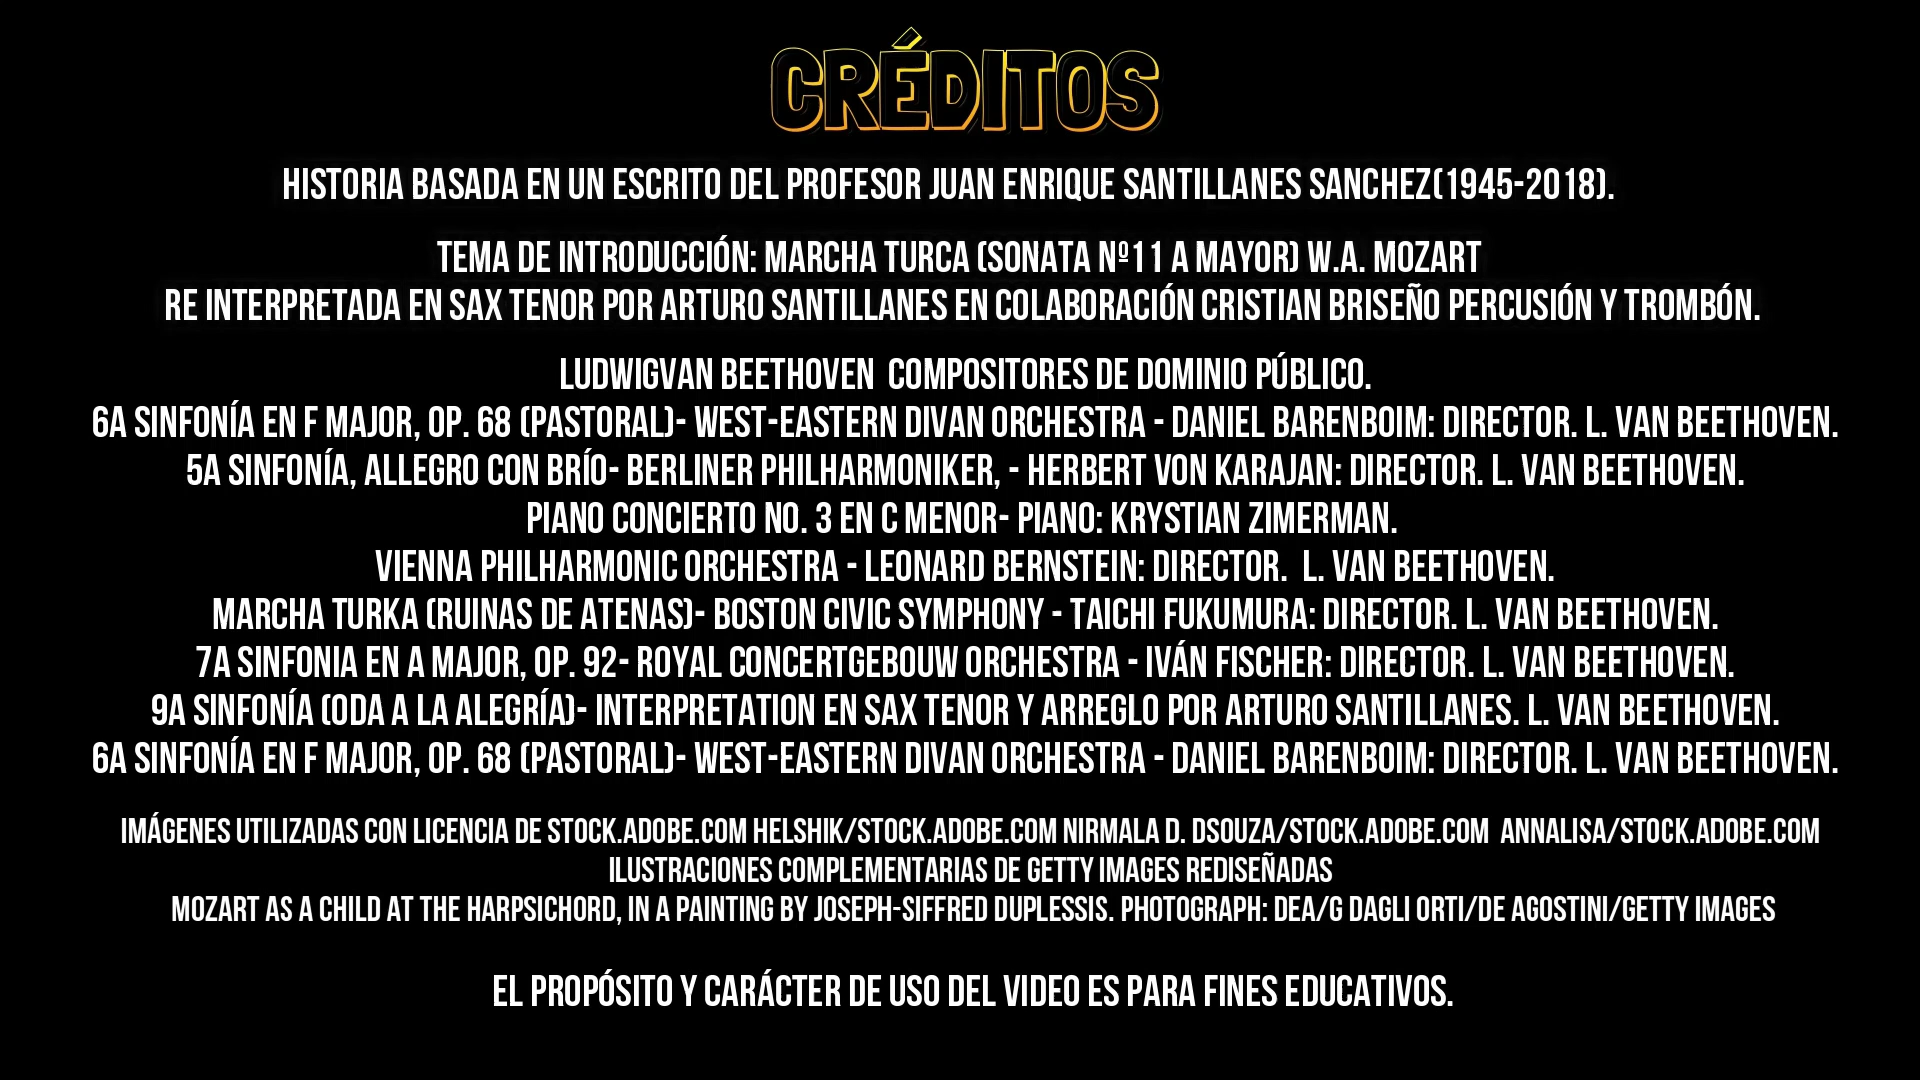 CRÉDITOS
HISTORIA BASADA EN UN ESCRITO DEL PROFESOR JUAN ENRIQUE SANTILLANES SANCHEZ(1945-2018).
TEMA DE INTRODUCCIÓN: MARCHA TURCA (SONATA Nº11 A MAYOR) W.A. MOZART
RE INTERPRETADA EN SAX TENOR POR ARTURO SANTILLANES EN COLABORACIÓN CRISTIAN BRISEÑO PERCUSIÓN Y TROMBÓN.
LUDWIGVAN BEETHOVEN COMPOSITORES DE DOMINIO PÚBLICO.
6A SINFONÍA EN F MAJOR, OP. 68 (PASTORAL)- WEST-EASTERN DIVAN ORCHESTRA - DANIEL BARENBOIM: DIRECTOR. L. VAN BEETHOVEN.
5A SINFONÍA, ALLEGRO CON BRÍO- BERLINER PHILHARMONIKER, - HERBERT VON KARAJAN: DIRECTOR. L. VAN BEETHOVEN.
PIANO CONCIERTO NO. 3 EN C MENOR- PIANO: KRYSTIAN ZIMERMAN.
VIENNA PHILHARMONIC ORCHESTRA - LEONARD BERNSTEIN: DIRECTOR. L. VAN BEETHOVEN.
MARCHA TURKA (RUINAS DE ATENAS)- BOSTON CIVIC SYMPHONY - TAICHI FUKUMURA: DIRECTOR. L. VAN BEETHOVEN.
7A SINFONIA EN A MAJOR, OP. 92- ROYAL CONCERTGEBOUW ORCHESTRA - IVÁN FISCHER: DIRECTOR. L. VAN BEETHOVEN.
9A SINFONÍA (ODA A LA ALEGRÍA)- INTERPRETATION EN SAX TENOR Y ARREGLO POR ARTURO SANTILLANES. L. VAN BEETHOVEN.
6A SINFONÍA EN F MAJOR, OP. 68 (PASTORAL)- WEST-EASTERN DIVAN ORCHESTRA - DANIEL BARENBOIM: DIRECTOR. L. VAN BEETHOVEN.
IMÁGENES UTILIZADAS CON LICENCIA DE STOCK.ADOBE.COM HELSHIK/STOCK.ADOBE.COM NIRMALA D. DSOUZA/STOCK.ADOBE.COM ANNALISA/STOCK.ADOBE.COM
ILUSTRACIONES COMPLEMENTARIAS DE GETTY IMAGES REDISEÑADAS
MOZART AS A CHILD AT THE HARPSICHORD, IN A PAINTING BY JOSEPH-SIFFRED DUPLESSIS. PHOTOGRAPH: DEA/G DAGLI ORTI/DE AGOSTINI/GETTY IMAGES
EL PROPÓSITO Y CARÁCTER DE USO DEL VIDEO ES PARA FINES EDUCATIVOS.